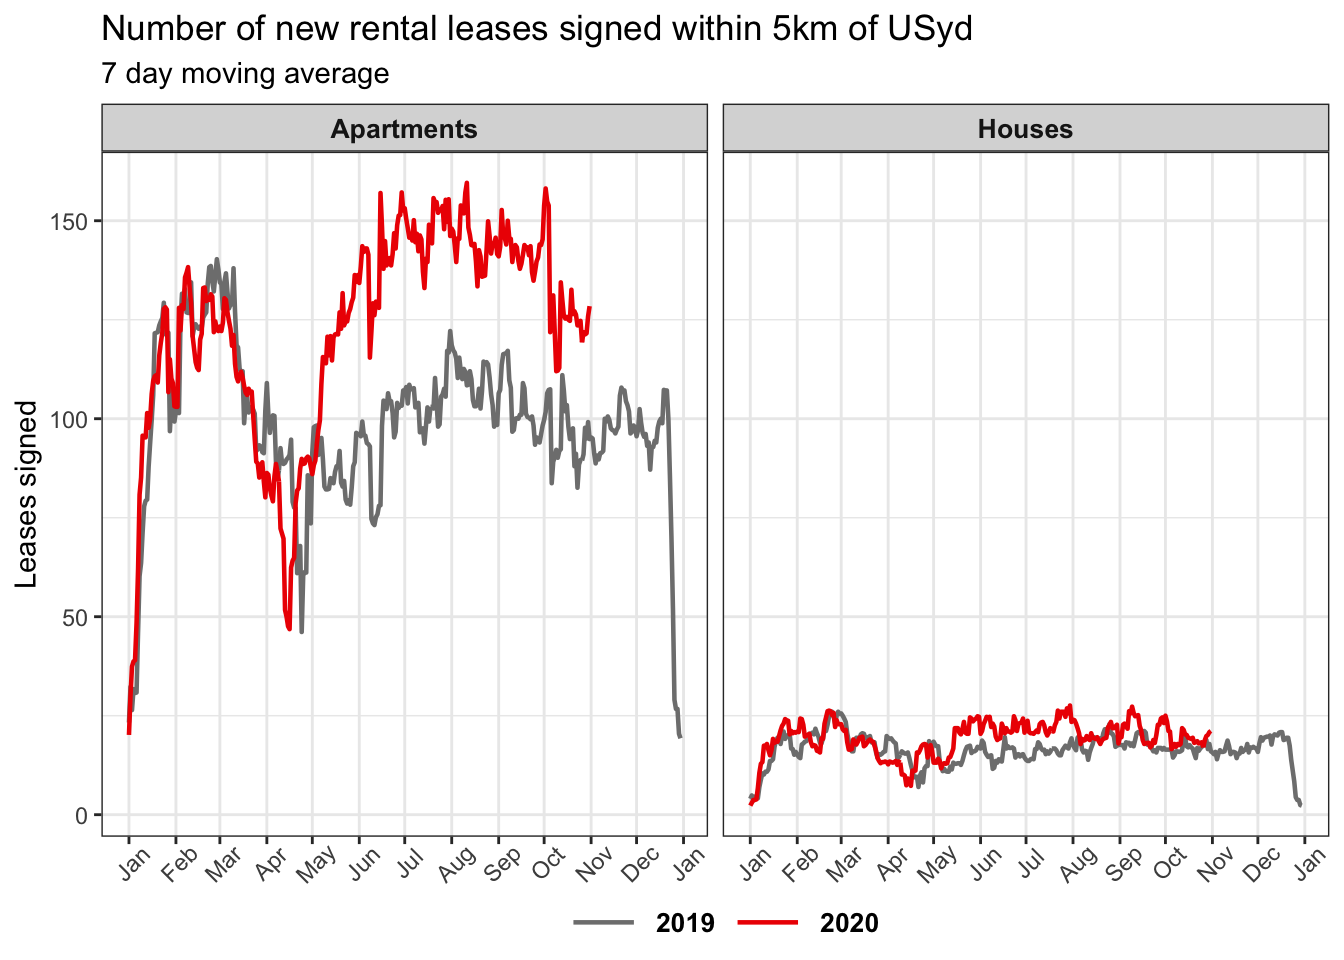 Number of new rental leases signed within 5km of USyd
7 day moving average
Apartments
Houses
Leases signed
150
100
50
0
Jan Feb Mar Apr May Jun Jul Aug Sep Oct Nov Dec Jan
Jan Feb Mar Apr May Jun Jul Aug Sep Oct Nov Dec Jan
2019 2020